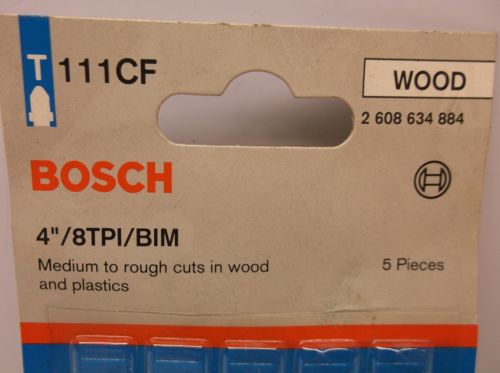 T 111CF
WOOD
2 608 634 884
BOSCH
4"/8TPI/BIM
Medium to rough cuts in wood
and plastics
5 Pieces